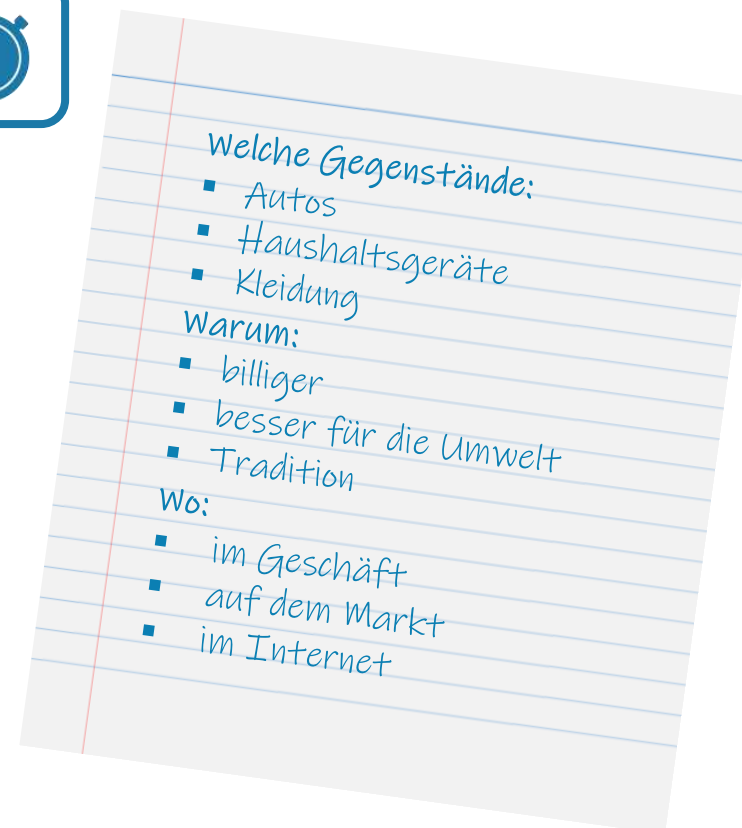 Welche Gegenstände:
▪ Autos
▪ Haushaltsgeräte
▪ Kleidung
Warum:
▪ billiger
▪ besser für die Umwelt
▪ Tradition
Wo:
▪ im Geschäft
▪ auf dem Markt
▪ im Internet